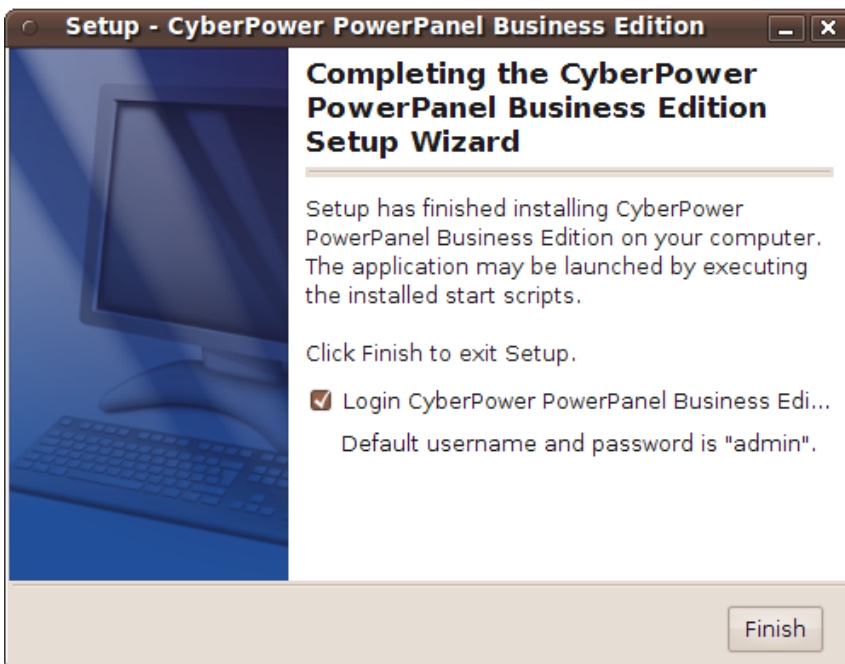 Setup - CyberPower PowerPanel Business Edition
Completing the CyberPower
PowerPanel Business Edition
Setup Wizard
Setup has finished installing CyberPower
PowerPanel Business Edition on your computer.
The application may be launched by executing
the installed start scripts.
Click Finish to exit Setup.
Login CyberPower PowerPanel Business Edi...
Default username and password is "admin".
Finish